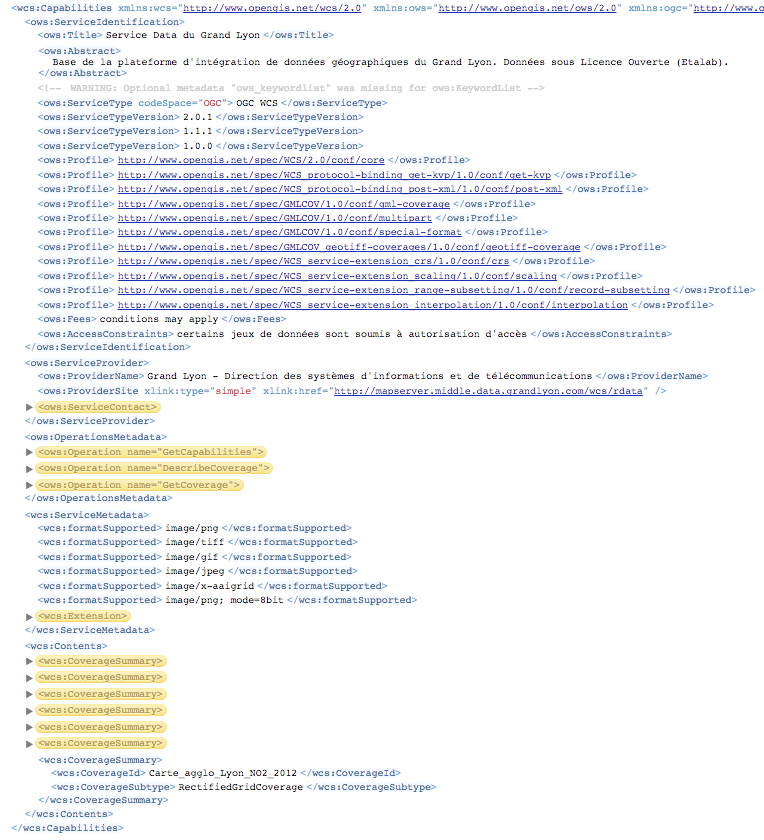 <wcs:Capabilities xmlns:wcs="http://www.opengis.net/wcs/2.0" xmlns:ows="http://www.opengis.net/ows/2.0" xmlns:ogc="http://www.o
<ows:ServiceIdentification>
<ows:Title> Service Data du Grand Lyon </ows:Title>
<ows:Abstract>
Base de la plateforme d'intégration de données géographiques du Grand Lyon. Données sous Licence Ouverte (Etalab).
</ows:Abstract>
<!-- WARNING: Optional metadata "ows_keywordlist" was missing for ows:KeywordList -->
<ows:ServiceType codeSpace="OGC"> OGC WCS </ows:ServiceType>
<ows:ServiceTypeVersion> 2.0.1 </ows:ServiceTypeVersion>
<ows:ServiceTypeVersion> 1.1.1 </ows:ServiceTypeVersion>
<ows:ServiceTypeVersion> 1.0.0 </ows:ServiceTypeVersion>
<ows:Profile> http://www.opengis.net/spec/WCS/2.0/conf/core </ows:Profile>
<ows:Profile> http://www.opengis.net/spec/WCS_protocol-binding_get-kvp/1.0/conf/get-kvp </ows:Profile>
<ows:Profile> http://www.opengis.net/spec/WCS_protocol-binding_post-xml/1.0/conf/post-xml </ows:Profile>
<ows:Profile> http://www.opengis.net/spec/GMLCOV/1.0/conf/gml-coverage </ows:Profile>
<ows:Profile> http://www.opengis.net/spec/GMLCOV/1.0/conf/multipart </ows:Profile>
<ows:Profile> http://www.opengis.net/spec/GMLCOV/1.0/conf/special-format </ows:Profile>
<ows:Profile> http://www.opengis.net/spec/GMLCOV_geotiff-coverages/1.0/conf/geotiff-coverage </ows:Profile>
<ows:Profile> http://www.opengis.net/spec/WCS_service-extension_crs/1.0/conf/crs </ows:Profile>
<ows:Profile> http://www.opengis.net/spec/WCS_service-extension_scaling/1.0/conf/scaling </ows:Profile>
<ows:Profile> http://www.opengis.net/spec/WCS_service-extension_range-subsetting/1.0/conf/record-subsetting </ows:Profile>
<ows:Profile> http://www.opengis.net/spec/WCS_service-extension_interpolation/1.0/conf/interpolation </ows:Profile>
<ows:Fees> conditions may apply </ows:Fees>
<ows:AccessConstraints> certains jeux de données sont soumis à autorisation d'accès </ows:AccessConstraints>
</ows:ServiceIdentification>
<ows:ServiceProvider>
<ows:ProviderName> Grand Lyon - Direction des systèmes d'informations et de télécommunications </ows:ProviderName>
<ows:ProviderSite xlink:type="simple" xlink:href="http://mapserver.middle.data.grandlyon.com/wcs/rdata" />
<ows:ServiceContact>
</ows:ServiceProvider>
<ows:OperationsMetadata>
<ows:Operation name="GetCapabilities">
<ows:Operation name="DescribeCoverage">
<ows:Operation name="GetCoverage">
</ows:OperationsMetadata>
<wcs:ServiceMetadata>
<wcs:formatSupported> image/png </wcs:formatSupported>
<wcs:formatSupported> image/tiff </wcs:formatSupported>
<wcs:formatSupported> image/gif </wcs:formatSupported>
<wcs:formatSupported> image/jpeg </wcs:formatSupported>
<wcs:formatSupported> image/x-aaigrid </wcs:formatSupported>
<wcs:formatSupported> image/png; mode=8bit </wcs:formatSupported>
<wcs:Extension>
</wcs:ServiceMetadata>
<wcs:Contents>
<wcs:CoverageSummary>
<wcs:CoverageSummary>
<wcs:CoverageSummary>
<wcs:CoverageSummary>
<wcs:CoverageSummary>
<wcs:CoverageSummary>
<wcs:CoverageSummary>
<wcs:CoverageId> Carte_agglo_Lyon_NO2_2012 </wcs:CoverageId>
<wcs:CoverageSubtype> RectifiedGridCoverage </wcs:CoverageSubtype>
</wcs:CoverageSummary>
</wcs:Contents>
</wcs:Capabilities>